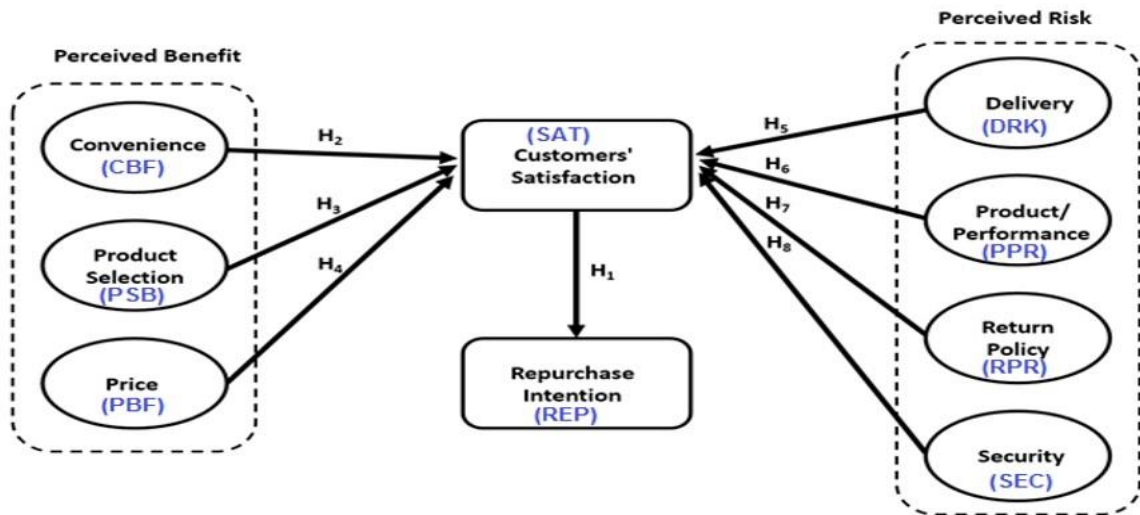 Perceived Benefit
Convenience
(CBF)
Product
Selection
(PSB)
Price
(PBF)
H₂
H₃
H₄
(SAT)
Customers'
Satisfaction
H₁
Repurchase
Intention
(REP)
H₅
H₆
H₇
H₈
Perceived Risk
Delivery
(DRK)
Product/
Performance
(PPR)
Return
Policy
(RPR)
Security
(SEC)